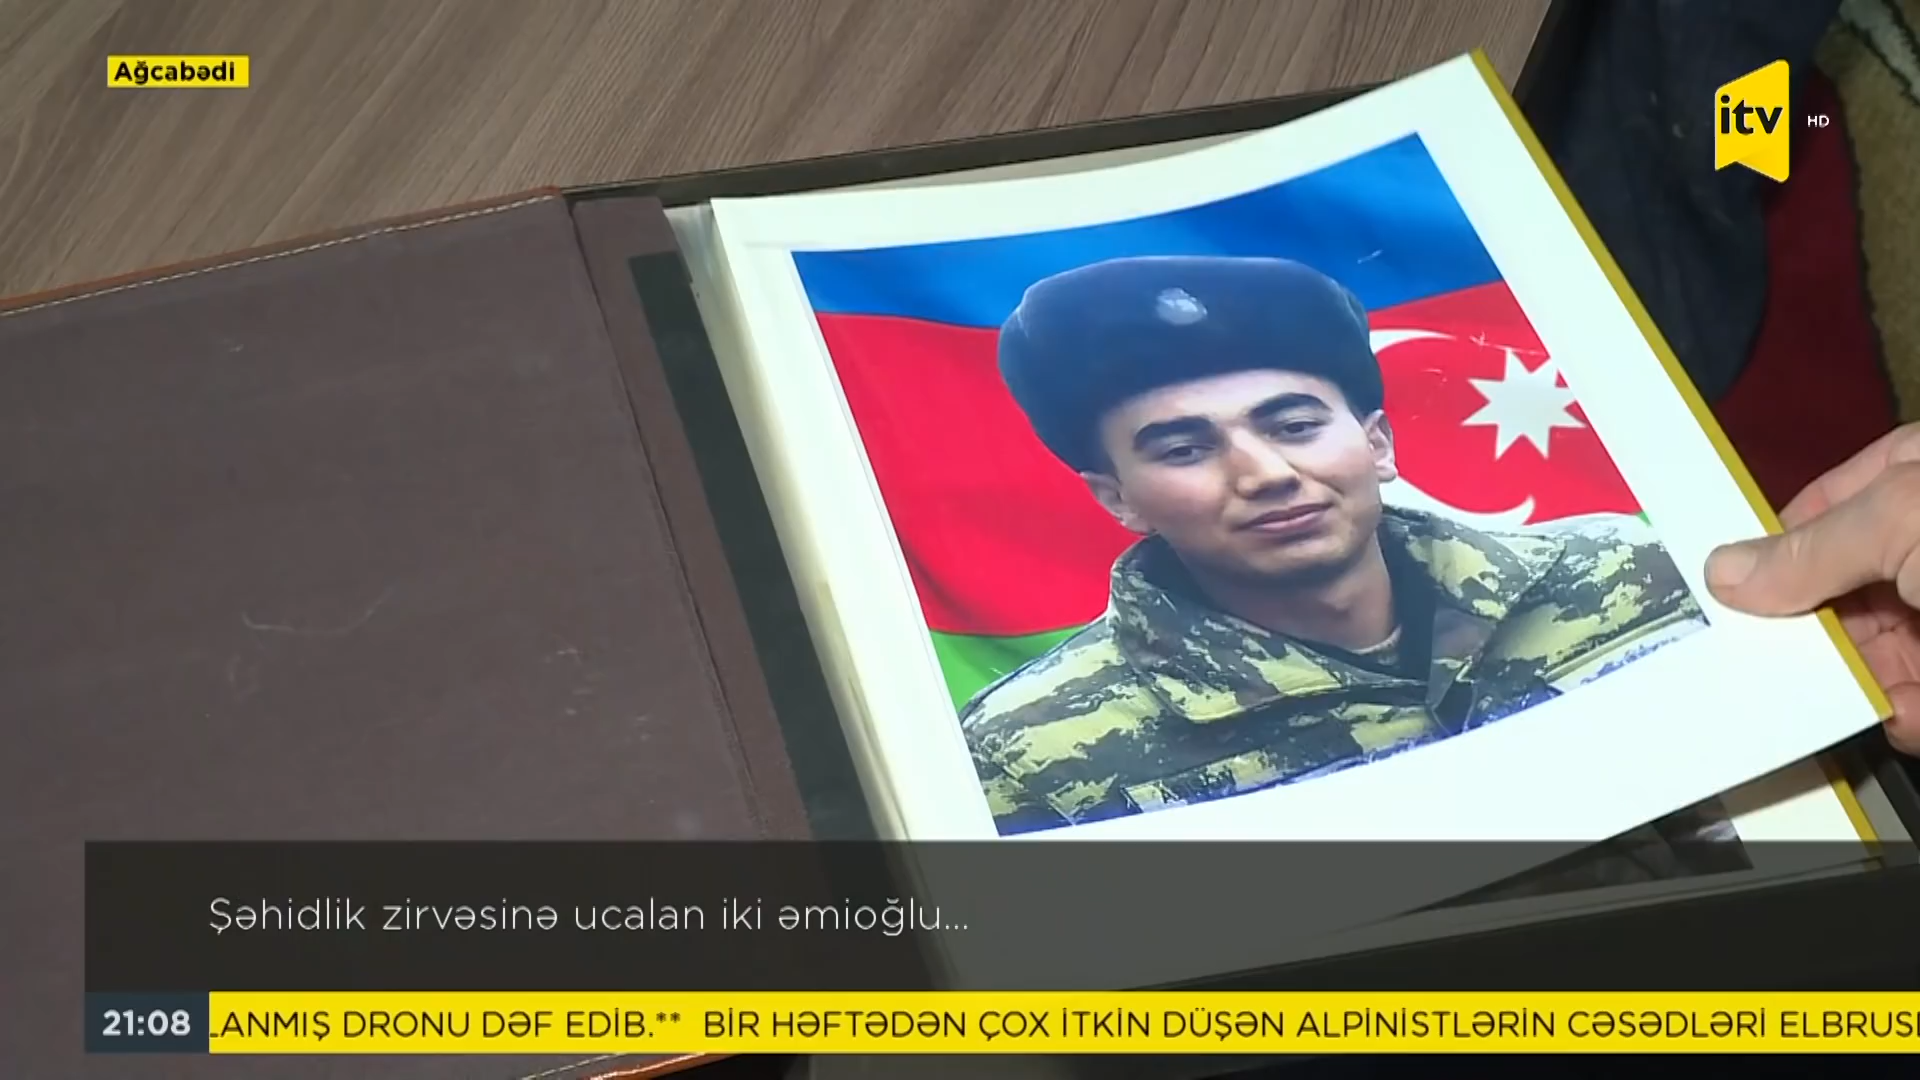 Ağcabədi
itv HD
Şəhidlik zirvəsinə ucalan iki əmioğlu...
21:08 LANMIŞ DRONU DƏF EDİB.** BİR HƏFTƏDƏN ÇOX İTKİN DÜŞƏN ALPİNİSTLƏRİN CƏSƏDLƏRİ ELBRUS